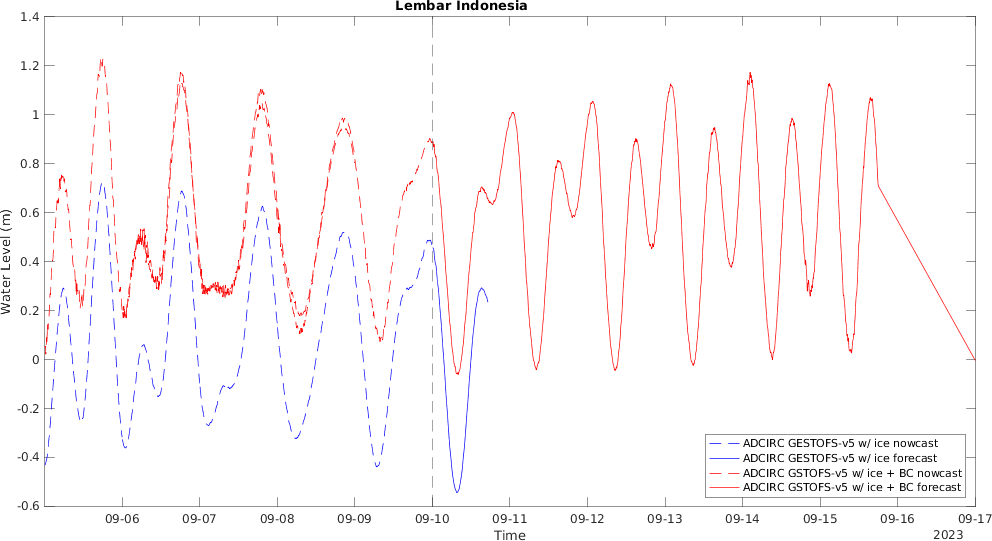 Lembar Indonesia
1.4
1.2
1
0.8
0.6
0.4
0.2
0
-0.2
-0.4
-0.6
Water Level (m)
ADCIRC GESTOFS-v5 w/ ice nowcast
ADCIRC GESTOFS-v5 w/ ice forecast
ADCIRC GSTOFS-v5 w/ ice + BC nowcast
ADCIRC GSTOFS-v5 w/ ice + BC forecast
09-06 09-07 09-08 09-09 09-10 09-11 09-12 09-13 09-14 09-15 09-16 09-17
Time
2023